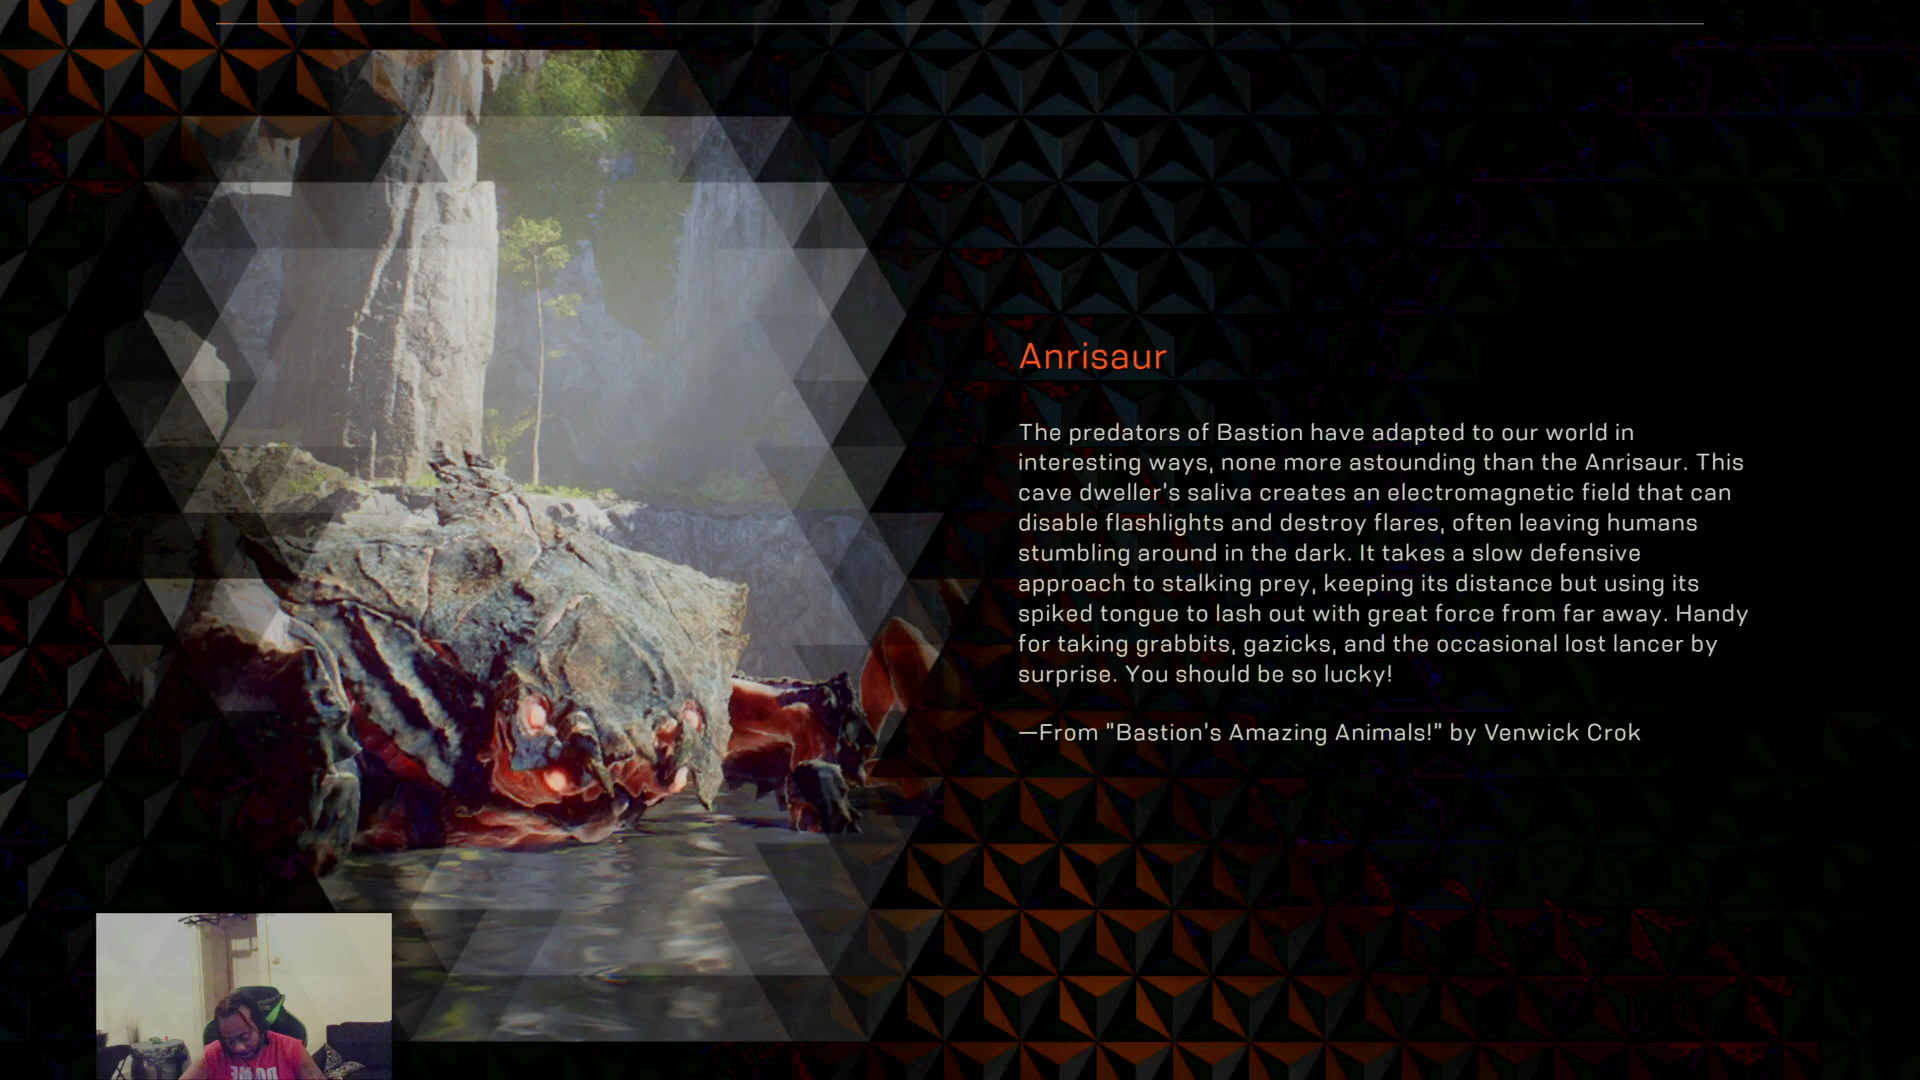 Anrisaur
The predators of Bastion have adapted to our world in
interesting ways, none more astounding than the Anrisaur. This
cave dweller's saliva creates an electromagnetic field that can
disable flashlights and destroy flares, often leaving humans
stumbling around in the dark. It takes a slow defensive
approach to stalking prey, keeping its distance but using its
spiked tongue to lash out with great force from far away. Handy
for taking grabbits, gazicks, and the occasional lost lancer by
surprise. You should be so lucky!
—From "Bastion's Amazing Animals!" by Venwick Crok